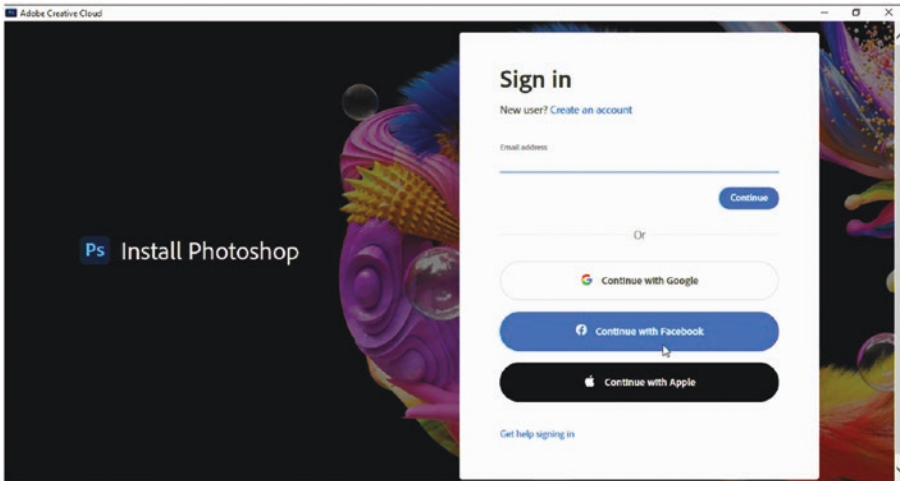 Adobe Creative Cloud
Sign in
New user? Create an account
Email address
Continue
Or
Ps Install Photoshop
Continue with Google
Continue with Facebook
Continue with Apple
Get help signing in